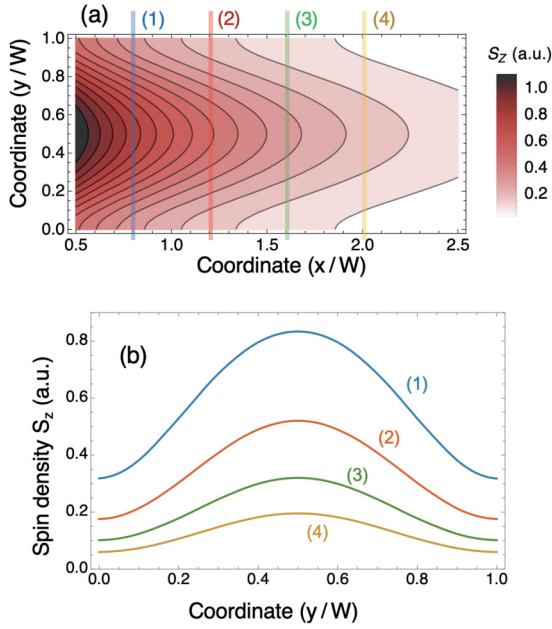 (a)
(1) (2) (3) (4)
Coordinate (y / W)
1.0
0.8
0.6
0.4
0.2
0.0
0.5 1.0 1.5 2.0 2.5
Coordinate (x / W)
Sz (a.u.)
1.0
0.8
0.6
0.4
0.2
(b)
Spin density Sz (a.u.)
0.8
0.6
0.4
0.2
0.0
(1)
(2)
(3)
(4)
0.0 0.2 0.4 0.6 0.8 1.0
Coordinate (y / W)